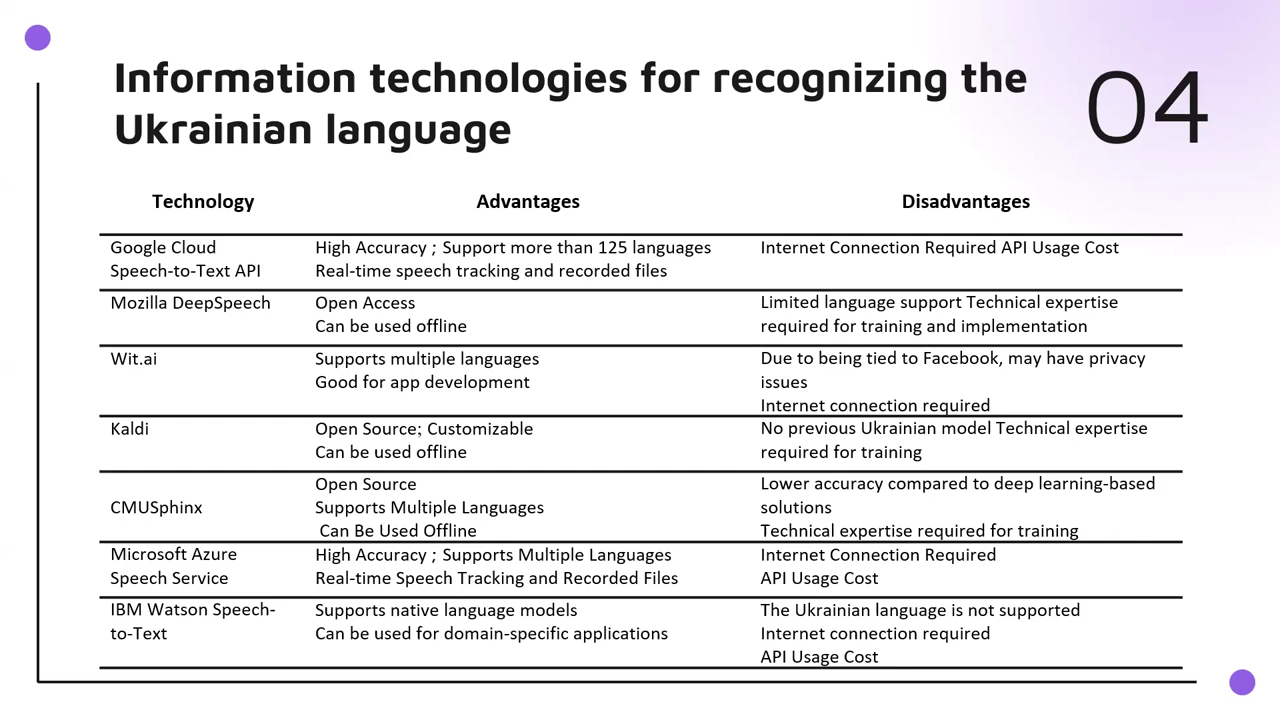 Information technologies for recognizing the
Ukrainian language
04
Technology Advantages Disadvantages
Google Cloud
Speech-to-Text API
High Accuracy ; Support more than 125 languages
Real-time speech tracking and recorded files
Internet Connection Required API Usage Cost
Mozilla DeepSpeech
Open Access
Can be used offline
Limited language support Technical expertise
required for training and implementation
Wit.ai
Supports multiple languages
Good for app development
Due to being tied to Facebook, may have privacy
issues
Internet connection required
Kaldi
Open Source; Customizable
Can be used offline
No previous Ukrainian model Technical expertise
required for training
CMUSphinx
Open Source
Supports Multiple Languages
Can Be Used Offline
Lower accuracy compared to deep learning-based
solutions
Technical expertise required for training
Microsoft Azure
Speech Service
High Accuracy ; Supports Multiple Languages
Real-time Speech Tracking and Recorded Files
Internet Connection Required
API Usage Cost
IBM Watson Speech-
to-Text
Supports native language models
Can be used for domain-specific applications
The Ukrainian language is not supported
Internet connection required
API Usage Cost